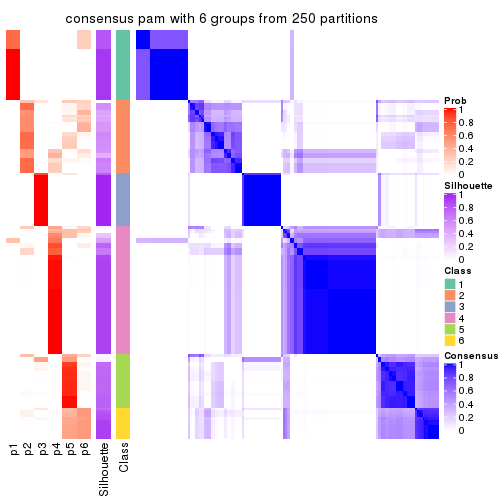 consensus pam with 6 groups from 250 partitions
Prob
1
0.8
0.6
0.4
0.2
0
Silhouette
1
0.8
0.6
0.4
0.2
0
Class
1
2
3
4
5
6
Consensus
1
0.8
0.6
0.4
0.2
0
p1
p2
p3
p4
p5
p6
Silhouette
Class